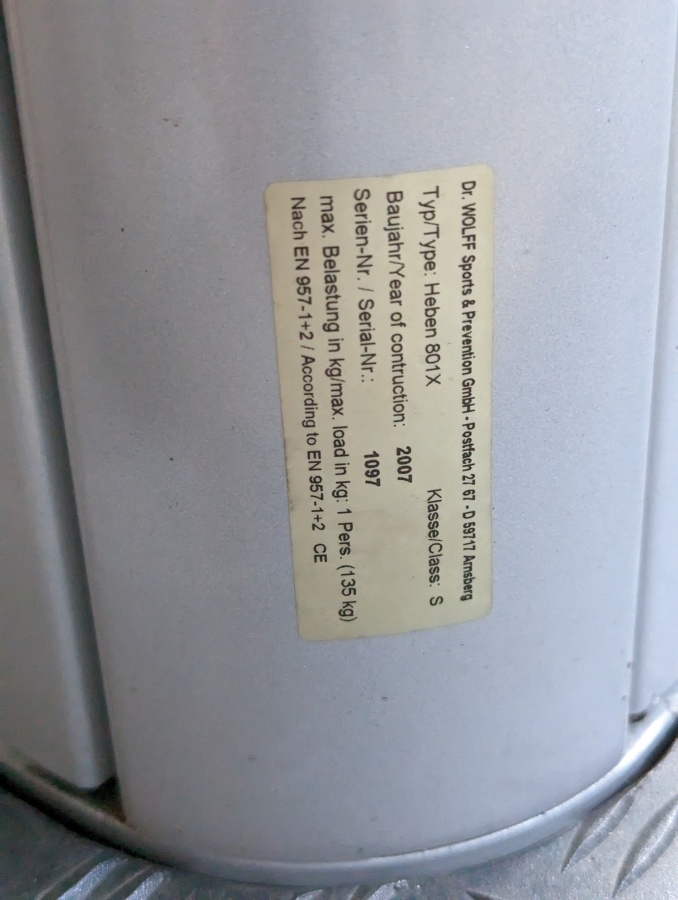 Dr. WOLFF Sports & Prevention GmbH - Postfach 27 67 - D 59717 Arnsberg
Typ/Type: Heben 801X Klasse/Class: S
Baujahr/Year of contruction: 2007
Serien-Nr. / Serial-Nr.: 1097
max. Belastung in kg/max. load in kg: 1 Pers. (135 kg)
Nach EN 957-1+2 / According to EN 957-1+2 CE